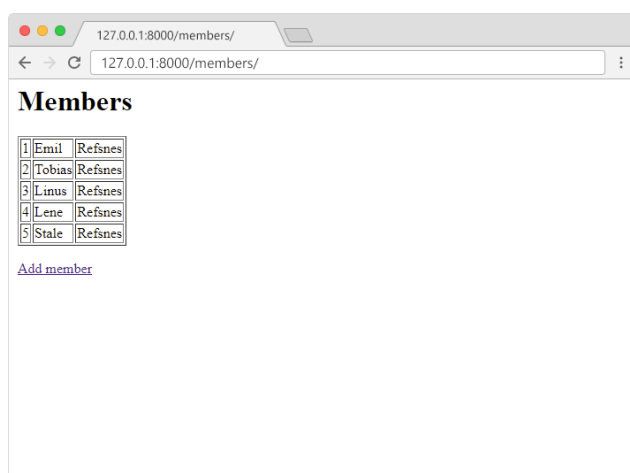 127.0.0.1:8000/members/
127.0.0.1:8000/members/
Members
1 Emil Refsnes
2 Tobias Refsnes
3 Linus Refsnes
4 Lene Refsnes
5 Stale Refsnes
Add member